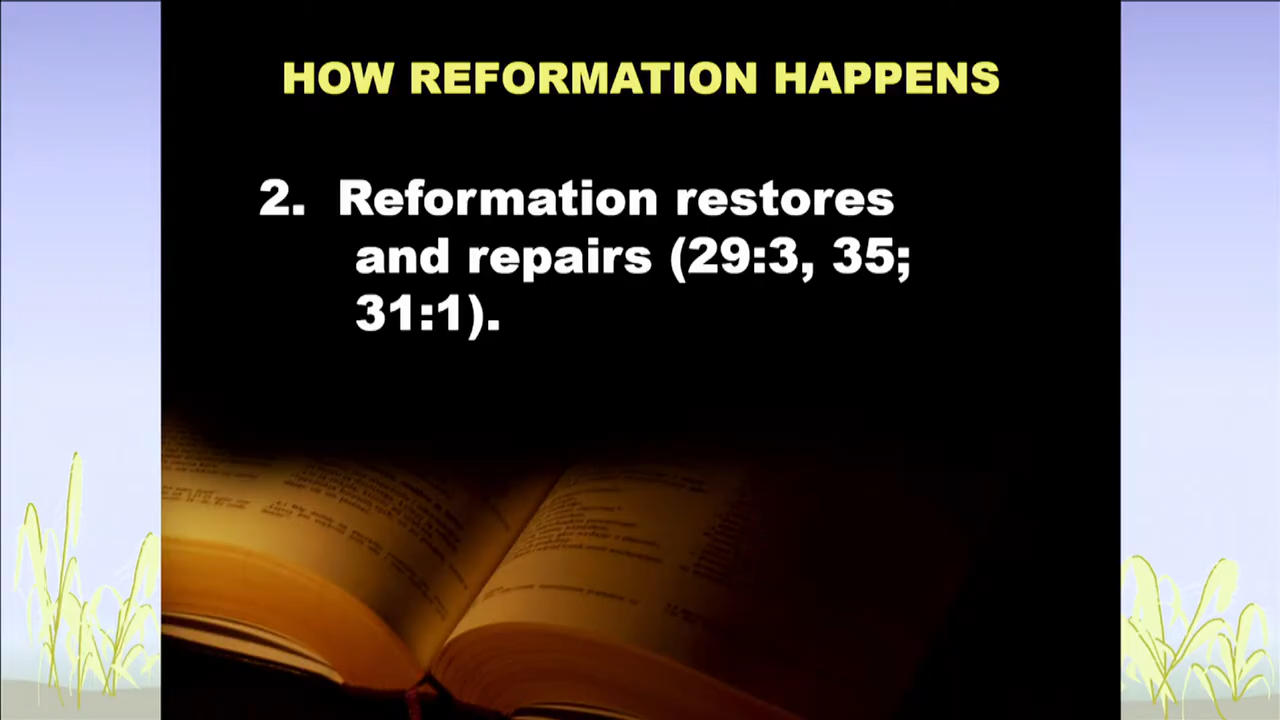 HOW REFORMATION HAPPENS
2. Reformation restores
and repairs (29:3, 35;
31:1).